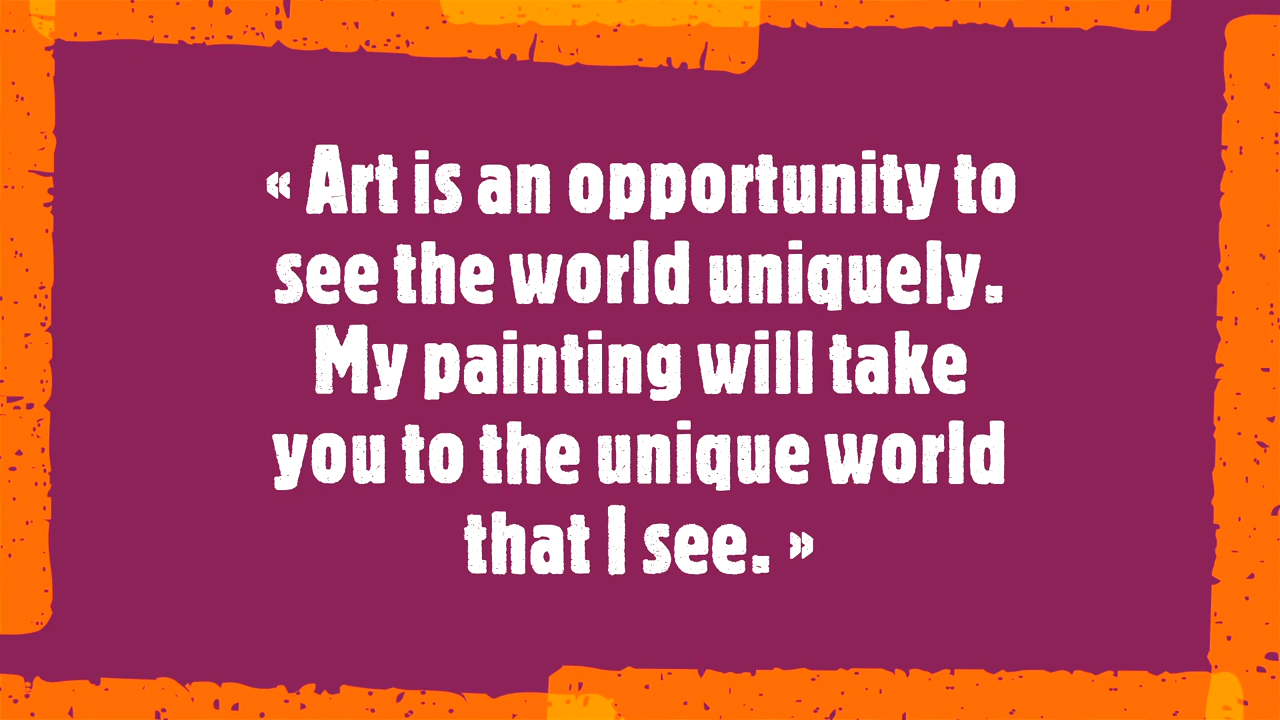 « Art is an opportunity to
see the world uniquely.
My painting will take
you to the unique world
that I see. »